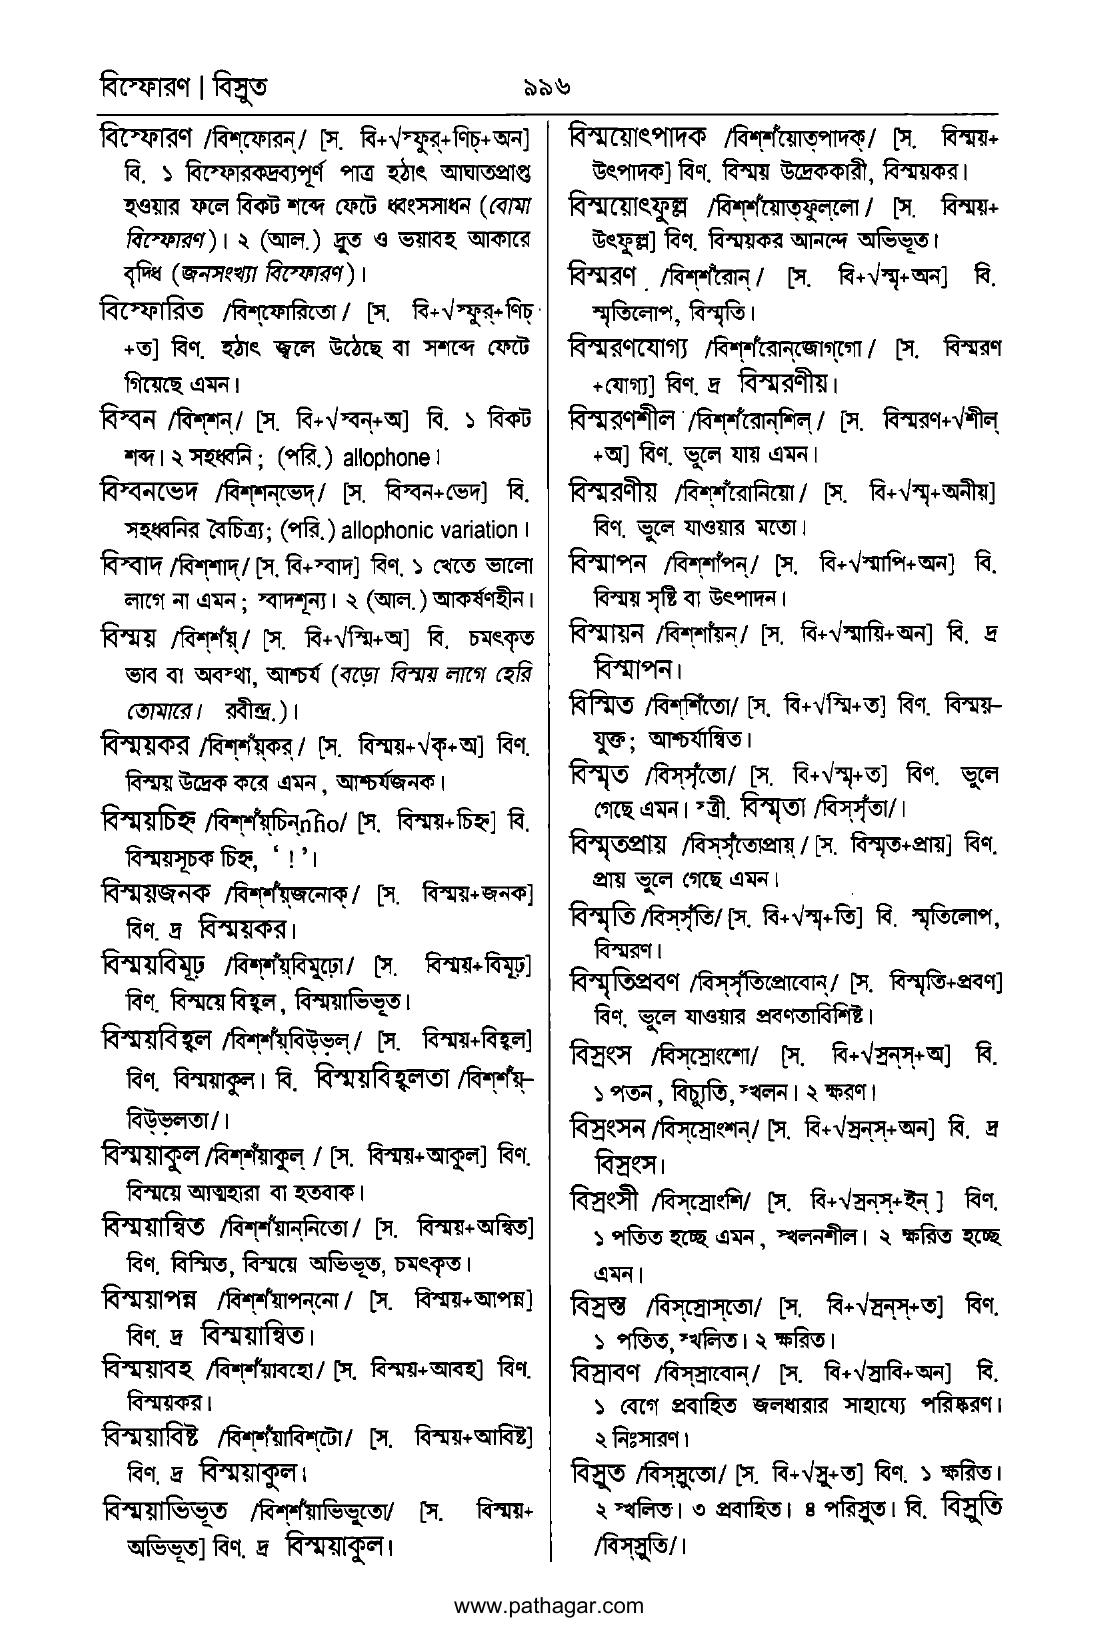 বিস্ফোরণ | বিস্রুত
৯৯৬
বিস্ফোরণ /বিশ্‌ফোরন্‌/ [স. বি+√স্ফুর্‌+ণিচ্‌+অন]
বি. ১ বিস্ফোরকদ্রব্যপূর্ণ পাত্র হঠাৎ আঘাতপ্রাপ্ত
হওয়ার ফলে বিকট শব্দে ফেটে ধ্বংসসাধন (বোমা
বিস্ফোরণ)। ২ (আল.) দ্রুত ও ভয়াবহ আকারে
বৃদ্ধি (জনসংখ্যা বিস্ফোরণ)।
বিস্ফোরিত /বিশ্‌ফোরিতো/ [স. বি+√স্ফুর্‌+ণিচ্‌
+ত] বিণ. হঠাৎ জ্বলে উঠেছে বা সশব্দে ফেটে
গিয়েছে এমন।
বিস্বন /বিশ্‌শন্‌/ [স. বি+√স্বন্‌+অ] বি. ১ বিকট
শব্দ। ২ সহধ্বনি; (পরি.) allophone।
বিস্বনভেদ /বিশ্‌শন্‌ভেদ্‌/ [স. বিস্বন+ভেদ] বি.
সহধ্বনির বৈচিত্র্য; (পরি.) allophonic variation।
বিস্বাদ /বিশ্‌শাদ্‌/ [স. বি+স্বাদ] বিণ. ১ খেতে ভালো
লাগে না এমন; স্বাদশূন্য। ২ (আল.) আকর্ষণহীন।
বিস্ময় /বিশ্‌শঁয়্‌/ [স. বি+√স্মি+অ] বি. চমৎকৃত
ভাব বা অবস্থা, আশ্চর্য (বড়ো বিস্ময় লাগে হেরি
তোমারে। রবীন্দ্র.)।
বিস্ময়কর /বিশ্‌শঁয়্‌কর্‌/ [স. বিস্ময়+√কৃ+অ] বিণ.
বিস্ময় উদ্রেক করে এমন, আশ্চর্যজনক।
বিস্ময়চিহ্ন /বিশ্‌শঁয়্‌চিন্‌nɦo/ [স. বিস্ময়+চিহ্ন] বি.
বিস্ময়সূচক চিহ্ন, ‘ ! ’।
বিস্ময়জনক /বিশ্‌শঁয়্‌জনোক্‌/ [স. বিস্ময়+জনক]
বিণ. দ্র বিস্ময়কর।
বিস্ময়বিমূঢ় /বিশ্‌শঁয়্‌বিমুঢ়ো/ [স. বিস্ময়+বিমূঢ়]
বিণ. বিস্ময়ে বিহ্বল, বিস্ময়াভিভূত।
বিস্ময়বিহ্বল /বিশ্‌শঁয়্‌বিউ্‌ভল্‌/ [স. বিস্ময়+বিহ্বল]
বিণ. বিস্ময়াকুল। বি. বিস্ময়বিহ্বলতা /বিশ্‌শঁয়্‌–
বিউ্‌ভলতা/।
বিস্ময়াকুল /বিশ্‌শঁয়াকুল্‌ / [স. বিস্ময়+আকুল] বিণ.
বিস্ময়ে আত্মহারা বা হতবাক।
বিস্ময়ান্বিত /বিশ্‌শঁয়ান্‌নিতো/ [স. বিস্ময়+অন্বিত]
বিণ. বিস্মিত, বিস্ময়ে অভিভূত, চমৎকৃত।
বিস্ময়াপন্ন /বিশ্‌শঁয়াপন্‌নো/ [স. বিস্ময়+আপন্ন]
বিণ. দ্র বিস্ময়ান্বিত।
বিস্ময়াবহ /বিশ্‌শঁয়াবহো/ [স. বিস্ময়+আবহ] বিণ.
বিস্ময়কর।
বিস্ময়াবিষ্ট /বিশ্‌শঁয়াবিশ্‌টো/ [স. বিস্ময়+আবিষ্ট]
বিণ. দ্র বিস্ময়াকুল।
বিস্ময়াভিভূত /বিশ্‌শঁয়াভিভুতো/ [স. বিস্ময়+
অভিভূত] বিণ. দ্র বিস্ময়াকুল।
বিস্ময়োৎপাদক /বিশ্‌শঁয়োত্‌পাদক্‌/ [স. বিস্ময়+
উৎপাদক] বিণ. বিস্ময় উদ্রেককারী, বিস্ময়কর।
বিস্ময়োৎফুল্ল /বিশ্‌শঁয়োত্‌ফুল্‌লো/ [স. বিস্ময়+
উৎফুল্ল] বিণ. বিস্ময়কর আনন্দে অভিভূত।
বিস্মরণ /বিশ্‌শঁরোন্‌/ [স. বি+√স্মৃ+অন] বি.
স্মৃতিলোপ, বিস্মৃতি।
বিস্মরণযোগ্য /বিশ্‌শঁরোন্‌জোগ্‌গো/ [স. বিস্মরণ
+যোগ্য] বিণ. দ্র বিস্মরণীয়।
বিস্মরণশীল /বিশ্‌শঁরোন্‌শিল্‌/ [স. বিস্মরণ+√শীল্‌
+অ] বিণ. ভুলে যায় এমন।
বিস্মরণীয় /বিশ্‌শঁরোনিয়ো/ [স. বি+√স্মৃ+অনীয়]
বিণ. ভুলে যাওয়ার মতো।
বিস্মাপন /বিশ্‌শাঁপন্‌/ [স. বি+√স্মাপি+অন] বি.
বিস্ময় সৃষ্টি বা উৎপাদন।
বিস্মায়ন /বিশ্‌শাঁয়ন্‌/ [স. বি+√স্মায়ি+অন] বি. দ্র
বিস্মাপন।
বিস্মিত /বিশ্‌শিঁতো/ [স. বি+√স্মি+ত] বিণ. বিস্ময়–
যুক্ত; আশ্চর্যান্বিত।
বিস্মৃত /বিস্‌সৃঁতো/ [স. বি+√স্মৃ+ত] বিণ. ভুলে
গেছে এমন। স্ত্রী. বিস্মৃতা /বিস্‌সৃঁতা/।
বিস্মৃতপ্রায় /বিস্‌সৃঁতোপ্রায়্‌/ [স. বিস্মৃত+প্রায়] বিণ.
প্রায় ভুলে গেছে এমন।
বিস্মৃতি /বিস্‌সৃঁতি/ [স. বি+√স্মৃ+তি] বি. স্মৃতিলোপ,
বিস্মরণ।
বিস্মৃতিপ্রবণ /বিস্‌সৃঁতিপ্রোবোন্‌/ [স. বিস্মৃতি+প্রবণ]
বিণ. ভুলে যাওয়ার প্রবণতাবিশিষ্ট।
বিস্রংস /বিস্‌স্রোংশো/ [স. বি+√স্রন্‌স্‌+অ] বি.
১ পতন, বিচ্যুতি, স্খলন। ২ ক্ষরণ।
বিস্রংসন /বিস্‌স্রোংশন্‌/ [স. বি+√স্রন্‌স্‌+অন] বি. দ্র
বিস্রংস।
বিস্রংসী /বিস্‌স্রোংশি/ [স. বি+√স্রন্‌স্‌+ইন্‌ ] বিণ.
১ পতিত হচ্ছে এমন, স্খলনশীল। ২ ক্ষরিত হচ্ছে
এমন।
বিস্রস্ত /বিস্‌স্রোস্‌তো/ [স. বি+√স্রন্‌স্‌+ত] বিণ.
১ পতিত, স্খলিত। ২ ক্ষরিত।
বিস্রাবণ /বিস্‌স্রাবোন্‌/ [স. বি+√স্রাবি+অন] বি.
১ বেগে প্রবাহিত জলধারার সাহায্যে পরিষ্করণ।
২ নিঃসারণ।
বিস্রুত /বিস্‌স্রুতো/ [স. বি+√স্রু+ত] বিণ. ১ ক্ষরিত।
২ স্খলিত। ৩ প্রবাহিত। ৪ পরিস্রুত। বি. বিস্রুতি
/বিস্‌স্রুতি/।
www.pathagar.com